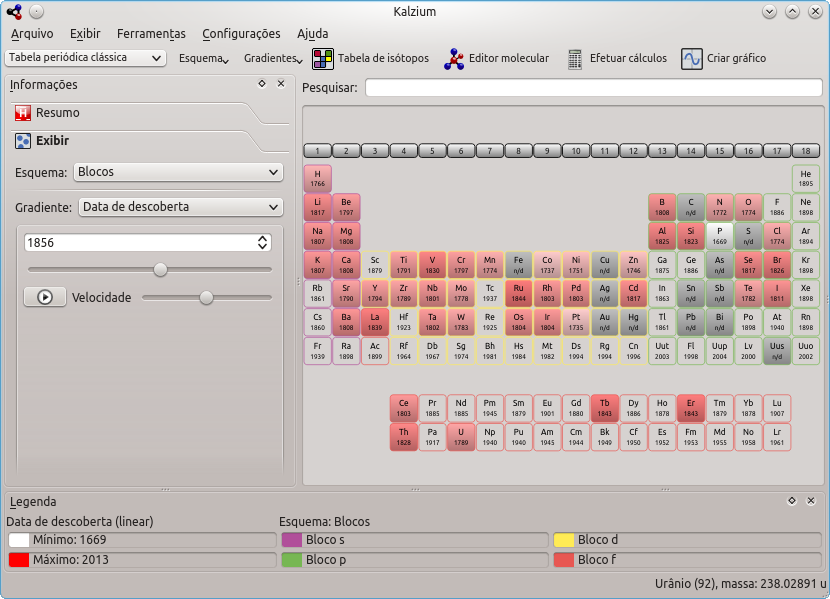 Kalzium
Arquivo Exibir Ferramentas Configurações Ajuda
Tabela periódica clássica Esquema Gradientes Tabela de isótopos Editor molecular Efetuar cálculos Criar gráfico
Informações
Pesquisar:
Resumo
Exibir
Esquema: Blocos
Gradiente: Data de descoberta
1856
Velocidade
1 2 3 4 5 6 7 8 9 10 11 12 13 14 15 16 17 18
H He
1766 1895
Li Be B C N O F Ne
1817 1797 1808 n/d 1772 1774 1886 1898
Na Mg Al Si P S Cl Ar
1807 1808 1825 1823 1669 n/d 1774 1894
K Ca Sc Ti V Cr Mn Fe Co Ni Cu Zn Ga Ge As Se Br Kr
1807 1808 1879 1791 1830 1797 1774 n/d 1737 1751 n/d 1746 1875 1886 n/d 1817 1826 1898
Rb Sr Y Zr Nb Mo Tc Ru Rh Pd Ag Cd In Sn Sb Te I Xe
1861 1790 1794 1789 1801 1778 1937 1844 1803 1803 n/d 1817 1863 n/d n/d 1782 1811 1898
Cs Ba La Hf Ta W Re Os Ir Pt Au Hg Tl Pb Bi Po At Rn
1860 1808 1839 1923 1802 1783 1925 1804 1804 1735 n/d n/d 1861 n/d n/d 1898 1940 1898
Fr Ra Ac Rf Db Sg Bh Hs Mt Ds Rg Cn Uut Fl Uup Lv Uus Uuo
1939 1898 1899 1964 1967 1974 1981 1984 1982 1994 1994 1996 2003 1998 2004 2000 n/d 2002
Ce Pr Nd Pm Sm Eu Gd Tb Dy Ho Er Tm Yb Lu
1803 1885 1885 1945 1879 1901 1880 1843 1886 1878 1843 1879 1878 1907
Th Pa U Np Pu Am Cm Bk Cf Es Fm Md No Lr
1828 1917 1789 1940 1940 1945 1944 1949 1950 1952 1953 1955 1958 1961
Legenda
Data de descoberta (linear) Esquema: Blocos
Mínimo: 1669 Bloco s Bloco d
Máximo: 2013 Bloco p Bloco f
Urânio (92), massa: 238.02891 u